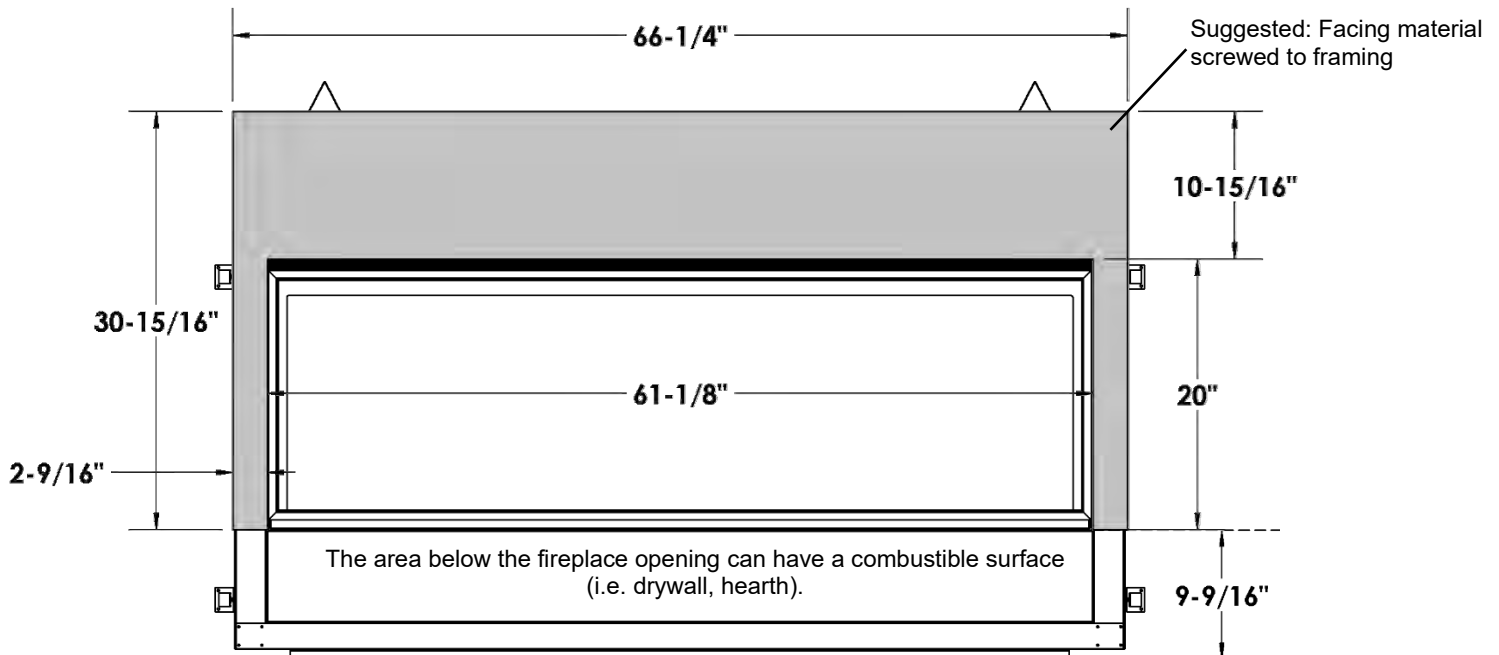 66-1/4"
Suggested: Facing material
screwed to framing
10-15/16"
30-15/16"
61-1/8"
20"
2-9/16"
The area below the fireplace opening can have a combustible surface
(i.e. drywall, hearth).
9-9/16"